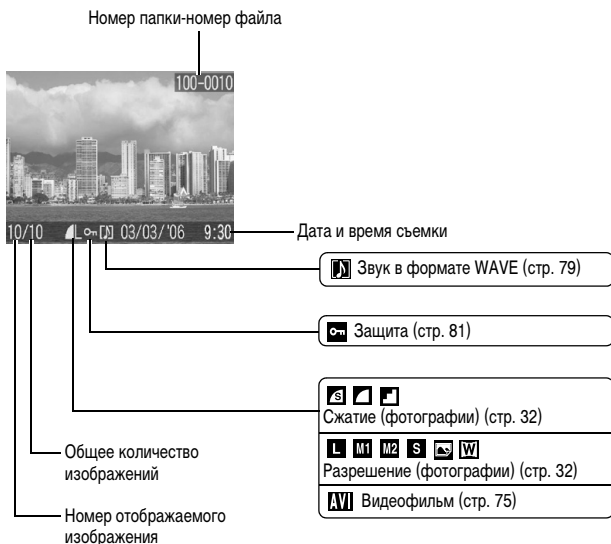 Номер папки-номер файла
100-0010
10/10 L 03/03/'06 9:30
Дата и время съемки
Звук в формате WAVE (стр. 79)
Защита (стр. 81)
S
Сжатие (фотографии) (стр. 32)
L M1 M2 S W
Разрешение (фотографии) (стр. 32)
AVI Видеофильм (стр. 75)
Общее количество
изображений
Номер отображаемого
изображения